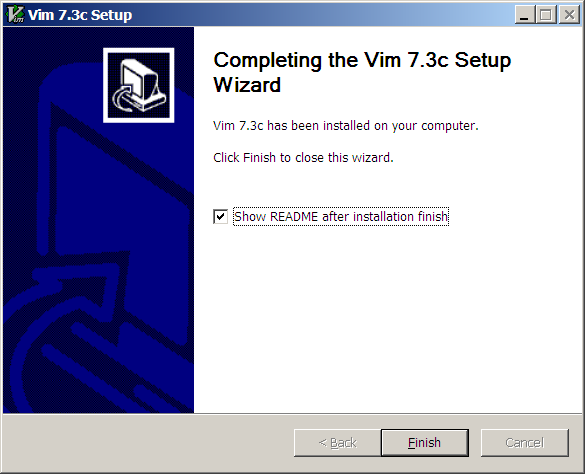 Vim 7.3c Setup
Completing the Vim 7.3c Setup
Wizard
Vim 7.3c has been installed on your computer.
Click Finish to close this wizard.
Show README after installation finish
< Back
Finish
Cancel